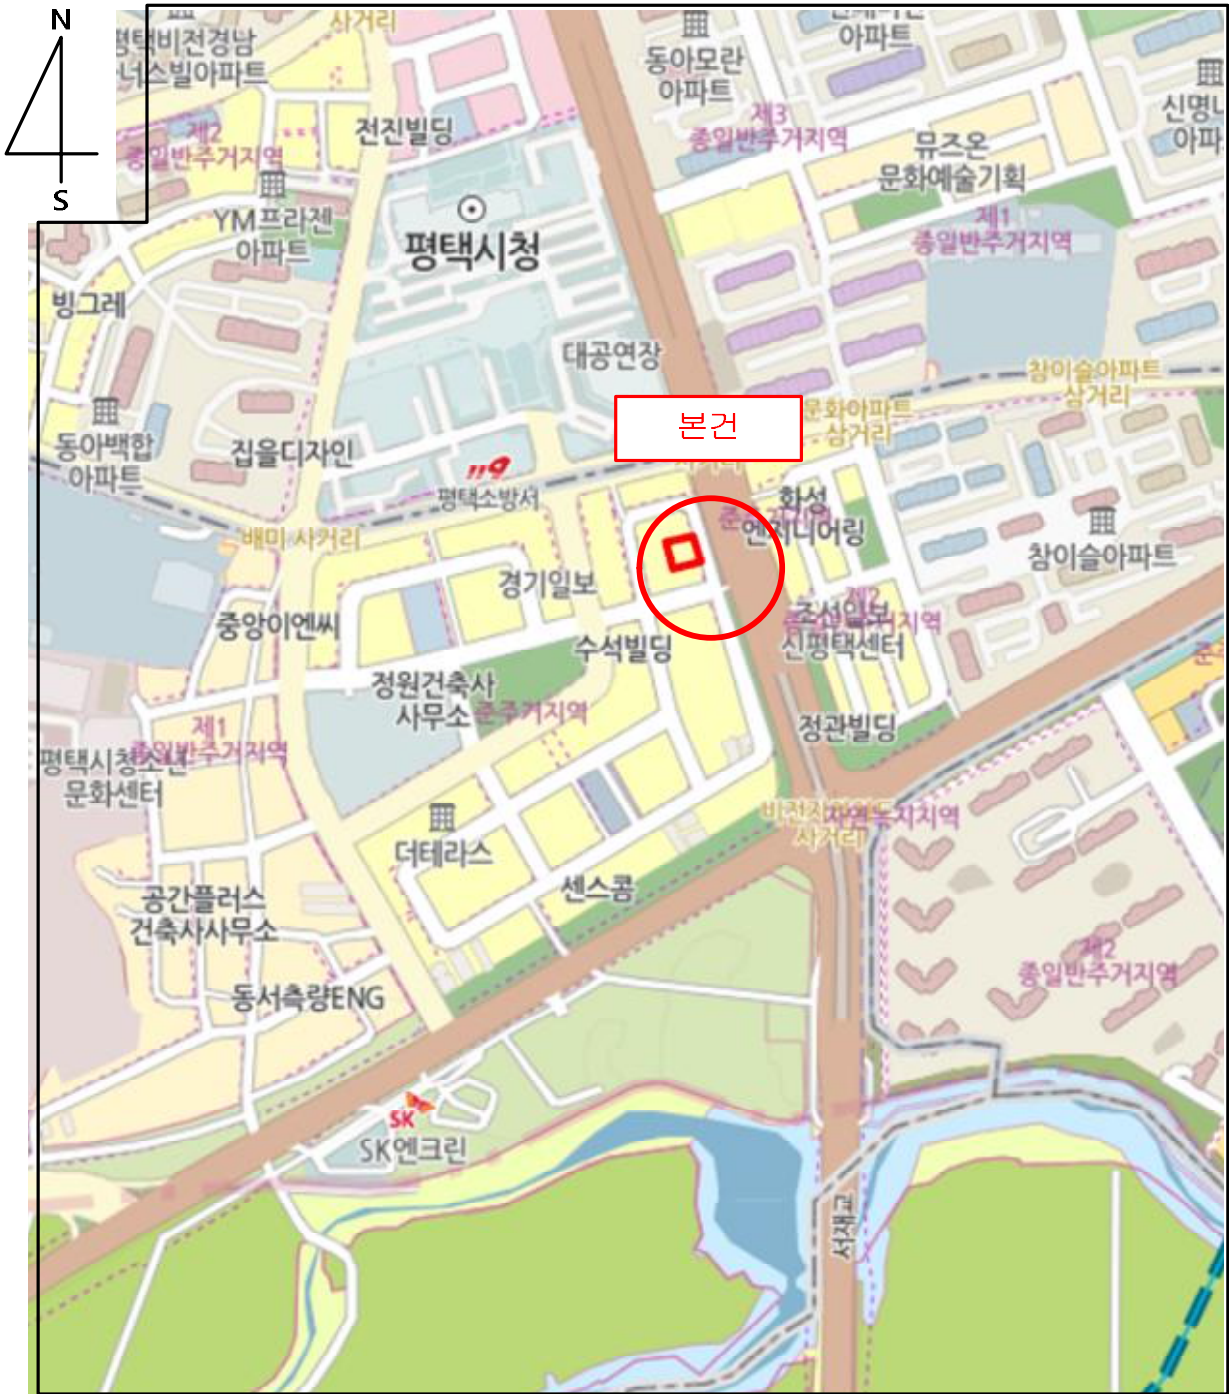 N
S
사거리
평택비전경남
너스빌아파트
전진빌딩
제2
종일반주거지역
YM프라젠
아파트
평택시청
빙그레
대공연장
동아모란
아파트
아파트
제3
종일반주거지역
뮤즈온
문화예술기획
제1
종일반주거지역
신명나
아파
참이슬아파트
삼거리
문화아파트
삼거리
본건
사거리
동아백합
아파트
집을디자인
119
평택소방서
배미 사거리
화성
엔지니어링
참이슬아파트
경기일보
중앙이엔씨
수석빌딩
제2
조선일보
신평택센터
정원건축사
사무소
준주거지역
정관빌딩
제1
종일반주거지역
평택시청소년
문화센터
사거리
자연녹지지역
더테라스
센스콤
공간플러스
건축사사무소
동서측량ENG
제2
종일반주거지역
SK
SK엔크린
서재교